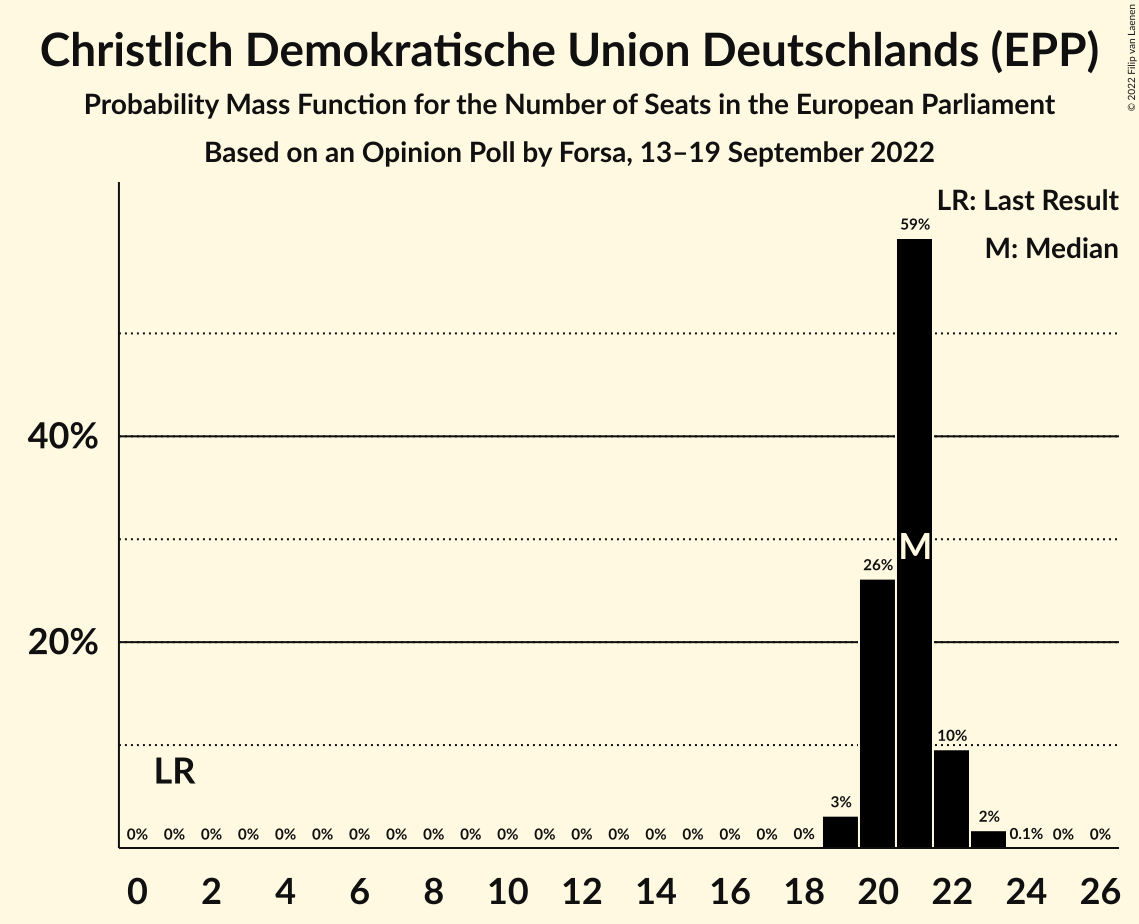 Christlich Demokratische Union Deutschlands (EPP)
Probability Mass Function for the Number of Seats in the European Parliament
Based on an Opinion Poll by Forsa, 13–19 September 2022
© 2022 Filip van Laenen
LR: Last Result
M: Median
59%
40%
M
26%
20%
10%
LR
3%
2%
0% 0% 0% 0% 0% 0% 0% 0% 0% 0% 0% 0% 0% 0% 0% 0% 0% 0% 0% 0.1% 0% 0%
0 2 4 6 8 10 12 14 16 18 20 22 24 26